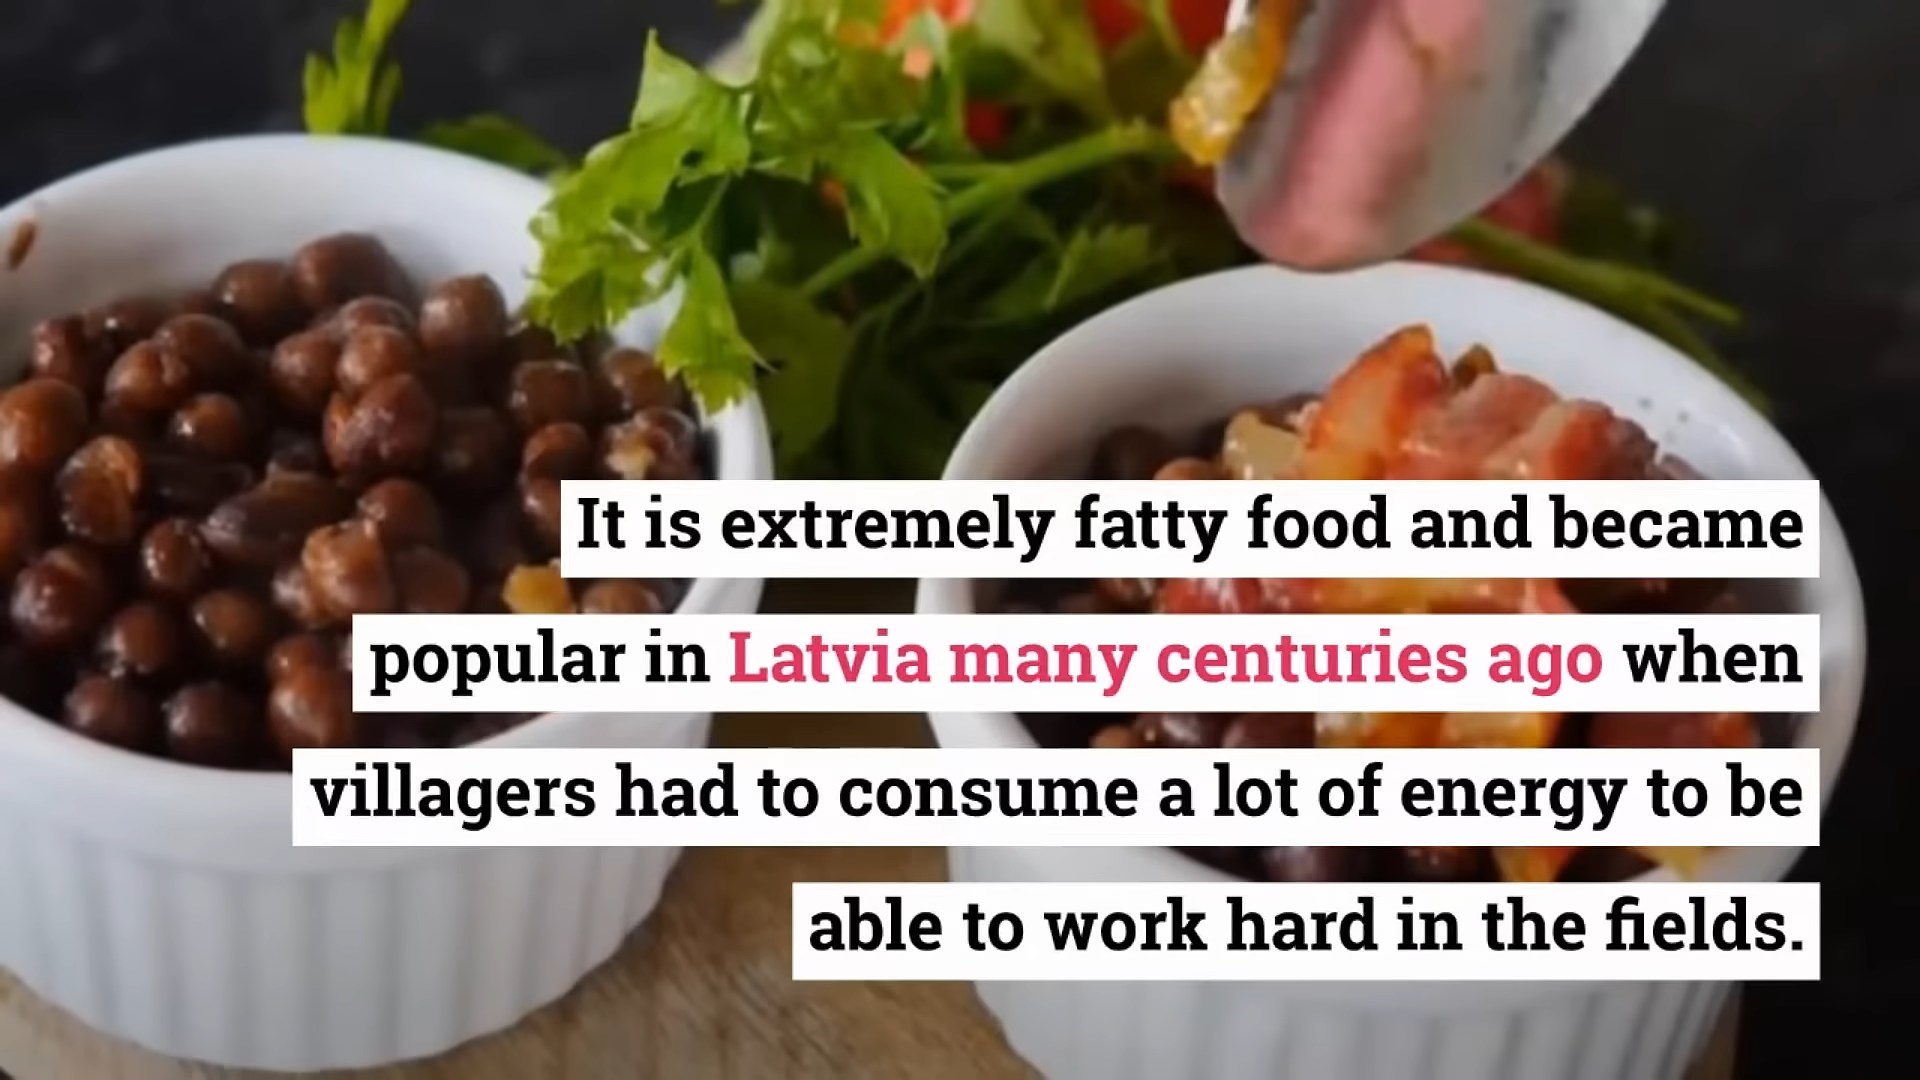 It is extremely fatty food and became
popular in Latvia many centuries ago when
villagers had to consume a lot of energy to be
able to work hard in the fields.